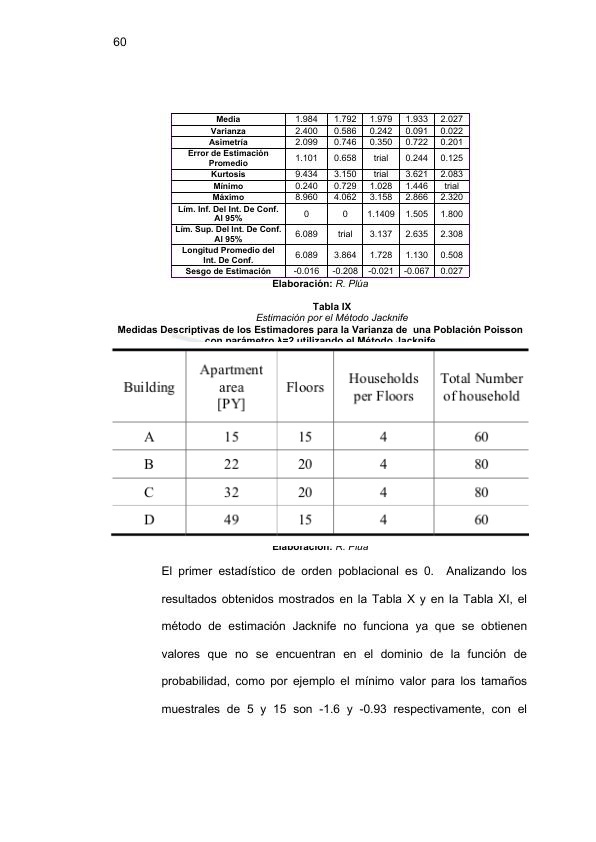 60
Media 1.984 1.792 1.979 1.933 2.027
Varianza 2.400 0.586 0.242 0.091 0.022
Asimetría 2.099 0.746 0.350 0.722 0.201
Error de Estimación
Promedio 1.101 0.658 trial 0.244 0.125
Kurtosis 9.434 3.150 trial 3.621 2.083
Mínimo 0.240 0.729 1.028 1.446 trial
Máximo 8.960 4.062 3.158 2.866 2.320
Lím. Inf. Del Int. De Conf.
Al 95% 0 0 1.1409 1.505 1.800
Lím. Sup. Del Int. De Conf.
Al 95% 6.089 trial 3.137 2.635 2.308
Longitud Promedio del
Int. De Conf. 6.089 3.864 1.728 1.130 0.508
Sesgo de Estimación -0.016 -0.208 -0.021 -0.067 0.027
Elaboración: R. Plúa
Tabla IX
Estimación por el Método Jacknife
Medidas Descriptivas de los Estimadores para la Varianza de una Población Poisson
con parámetro λ=2 utilizando el Método Jacknife
Building Apartment area [PY] Floors Households per Floors Total Number of household
A 15 15 4 60
B 22 20 4 80
C 32 20 4 80
D 49 15 4 60
Elaboración: R. Plúa
El primer estadístico de orden poblacional es 0. Analizando los
resultados obtenidos mostrados en la Tabla X y en la Tabla XI, el
método de estimación Jacknife no funciona ya que se obtienen
valores que no se encuentran en el dominio de la función de
probabilidad, como por ejemplo el mínimo valor para los tamaños
muestrales de 5 y 15 son -1.6 y -0.93 respectivamente, con el